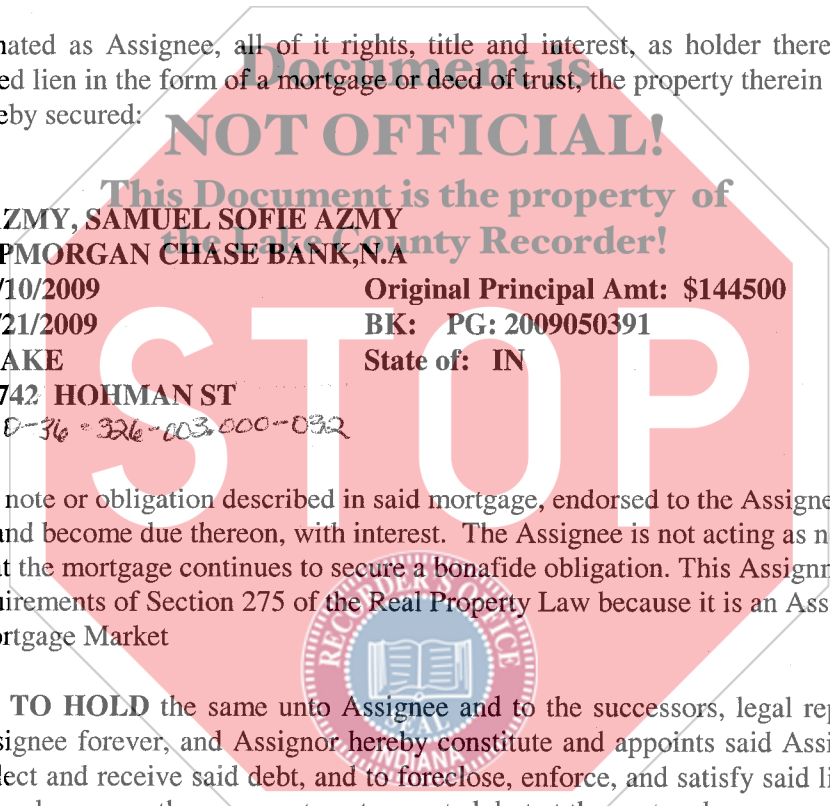 nated as Assignee, all of it rights, title and interest, as holder there
ed lien in the form of a mortgage or deed of trust, the property therein
eby secured:
Document is
NOT OFFICIAL!
This Document is the property of
the Lake County Recorder!
ZMY, SAMUEL SOFIE AZMY
PMORGAN CHASE BANK,N.A
/10/2009 Original Principal Amt: $144500
/21/2009 BK: PG: 2009050391
AKE State of: IN
742 HOHMAN ST
0-36-326-003.000-032
STOP
note or obligation described in said mortgage, endorsed to the Assigne
and become due thereon, with interest. The Assignee is not acting as n
t the mortgage continues to secure a bonafide obligation. This Assignm
uirements of Section 275 of the Real Property Law because it is an Ass
rtgage Market
RECORDER'S OFFICE
SEAL
INDIANA
TO HOLD the same unto Assignee and to the successors, legal rep
signee forever, and Assignor hereby constitute and appoints said Assi
lect and receive said debt, and to foreclose, enforce, and satisfy said li